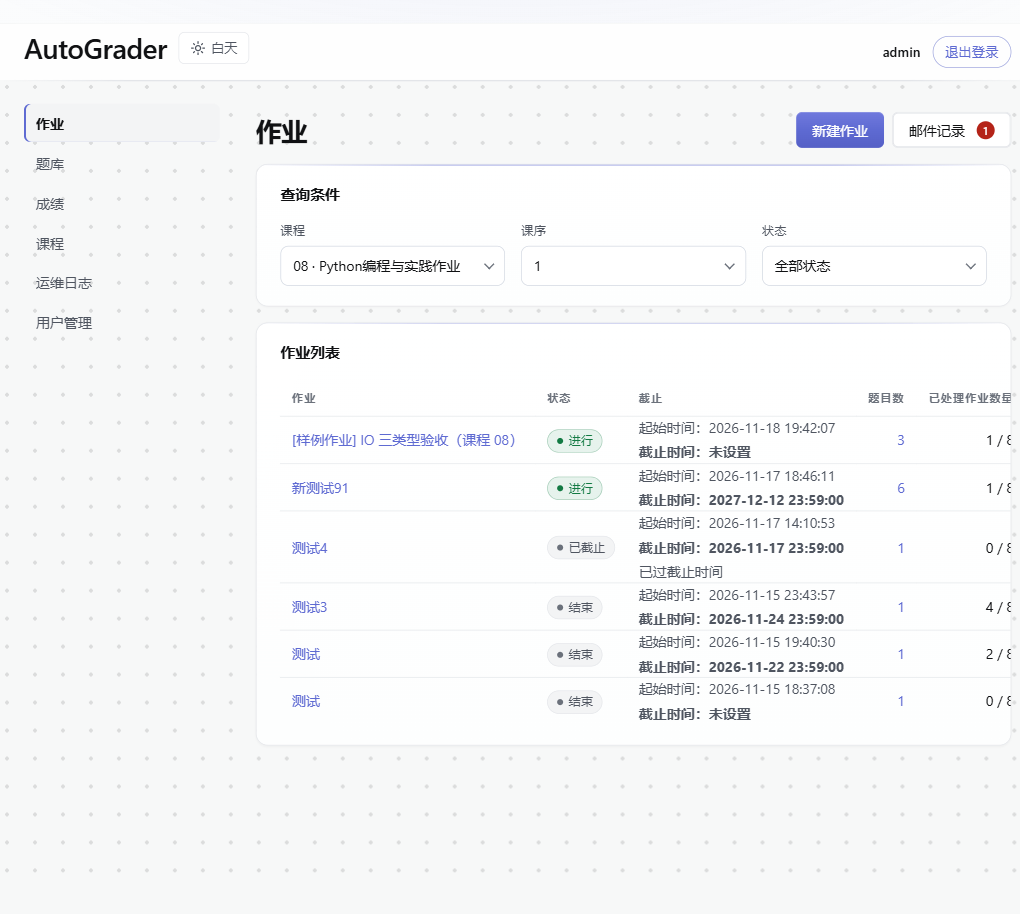 AutoGrader 白天
admin 退出登录
作业
题库
成绩
课程
运维日志
用户管理
作业
新建作业 邮件记录 1
查询条件
课程 课序 状态
08 · Python编程与实践作业 1 全部状态
作业列表
作业 状态 截止 题目数 已处理作业数量
[样例作业] IO 三类型验收（课程 08） 进行 起始时间：2026-11-18 19:42:07 3 1 / 8
截止时间：未设置
新测试91 进行 起始时间：2026-11-17 18:46:11 6 1 / 8
截止时间：2027-12-12 23:59:00
测试4 已截止 起始时间：2026-11-17 14:10:53 1 0 / 8
截止时间：2026-11-17 23:59:00
已过截止时间
测试3 结束 起始时间：2026-11-15 23:43:57 1 4 / 8
截止时间：2026-11-24 23:59:00
测试 结束 起始时间：2026-11-15 19:40:30 1 2 / 8
截止时间：2026-11-22 23:59:00
测试 结束 起始时间：2026-11-15 18:37:08 1 0 / 8
截止时间：未设置